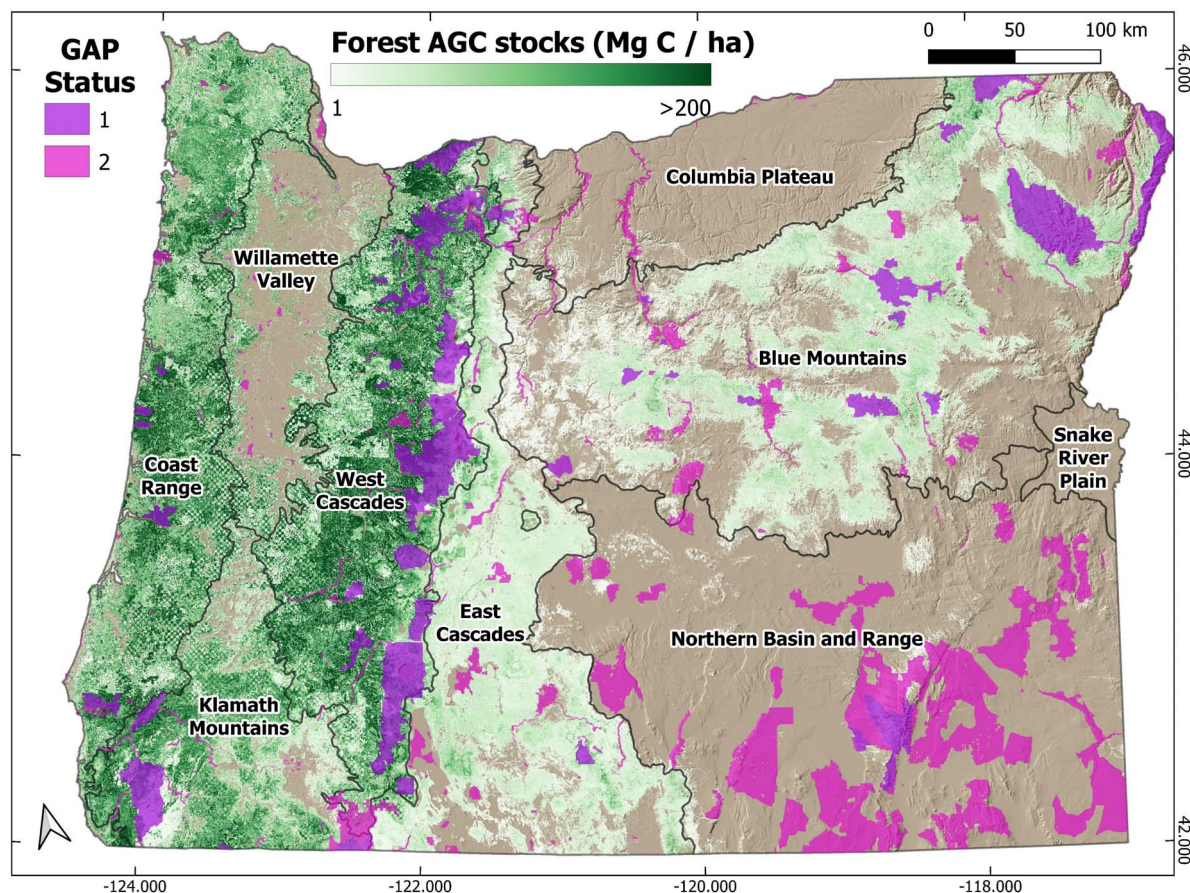 GAP
Status
1
2
Forest AGC stocks (Mg C / ha)
1
>200
0
50
100 km
Columbia Plateau
Willamette
Valley
Blue Mountains
Snake
River
Plain
Coast
Range
West
Cascades
East
Cascades
Northern Basin and Range
Klamath
Mountains
46.000
44.000
42.000
-124.000
-122.000
-120.000
-118.000